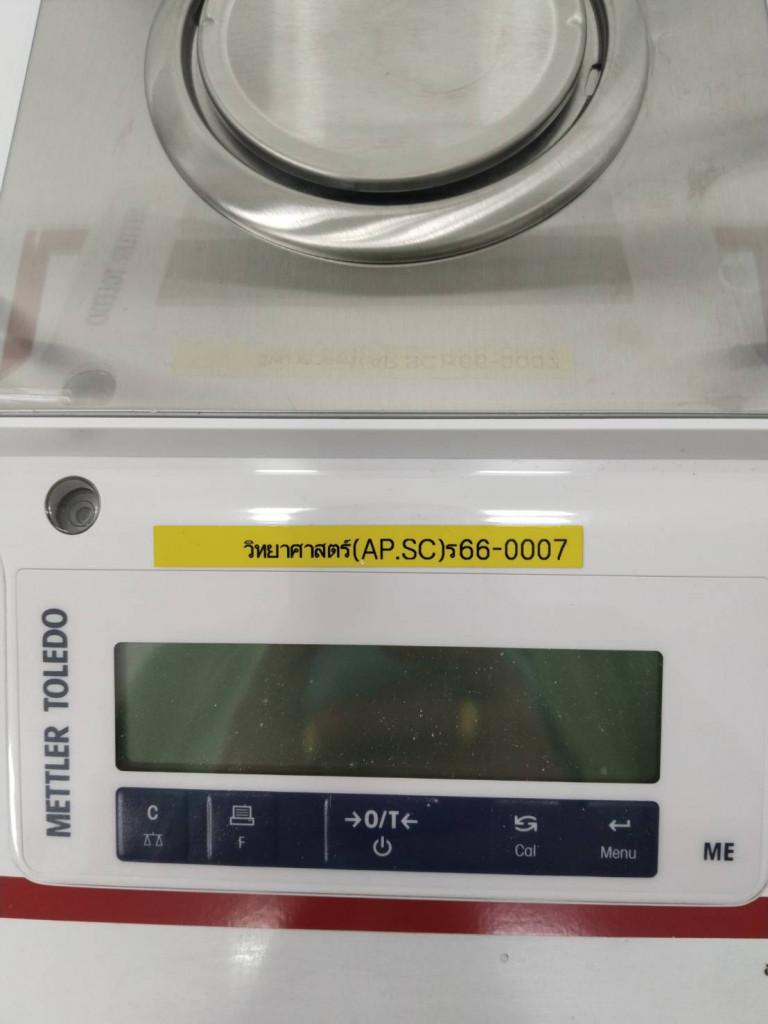 วิทยาศาสตร์(AP.SC)ร66-0007
METTLER TOLEDO
C
F
→0/T←
Cal
Menu
ME